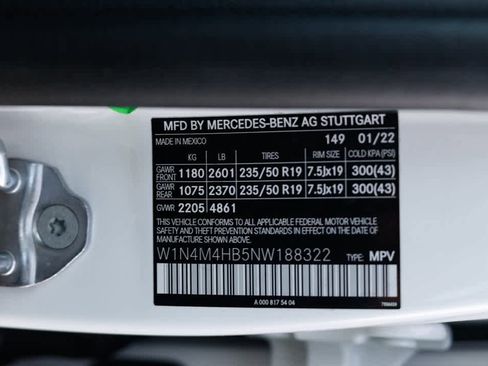 MFD BY MERCEDES-BENZ AG STUTTGART
MADE IN MEXICO 149 01/22
KG LB TIRES RIM SIZE COLD KPA(PSI)
GAWR FRONT 1180 2601 235/50 R19 7.5Jx19 300(43)
GAWR REAR 1075 2370 235/50 R19 7.5Jx19 300(43)
GVWR 2205 4861
THIS VEHICLE CONFORMS TO ALL APPLICABLE FEDERAL MOTOR VEHICLE
SAFETY AND THEFT PREVENTION STANDARDS IN EFFECT ON THE DATE OF
MANUFACTURE SHOWN ABOVE.
W1N4M4HB5NW188322 TYPE: MPV
A 000 817 54 04